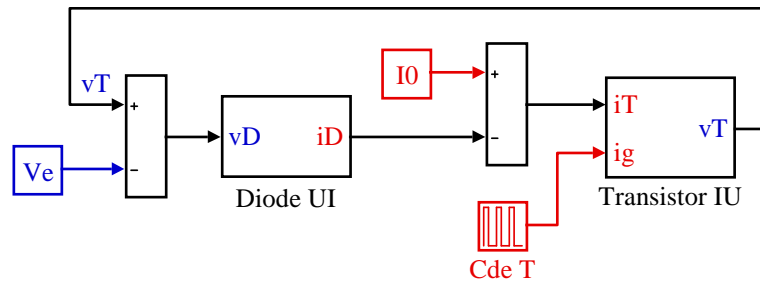 vT
+
−
Ve
vD
iD
Diode UI
I0
+
−
iT
ig
vT
Transistor IU
Cde T